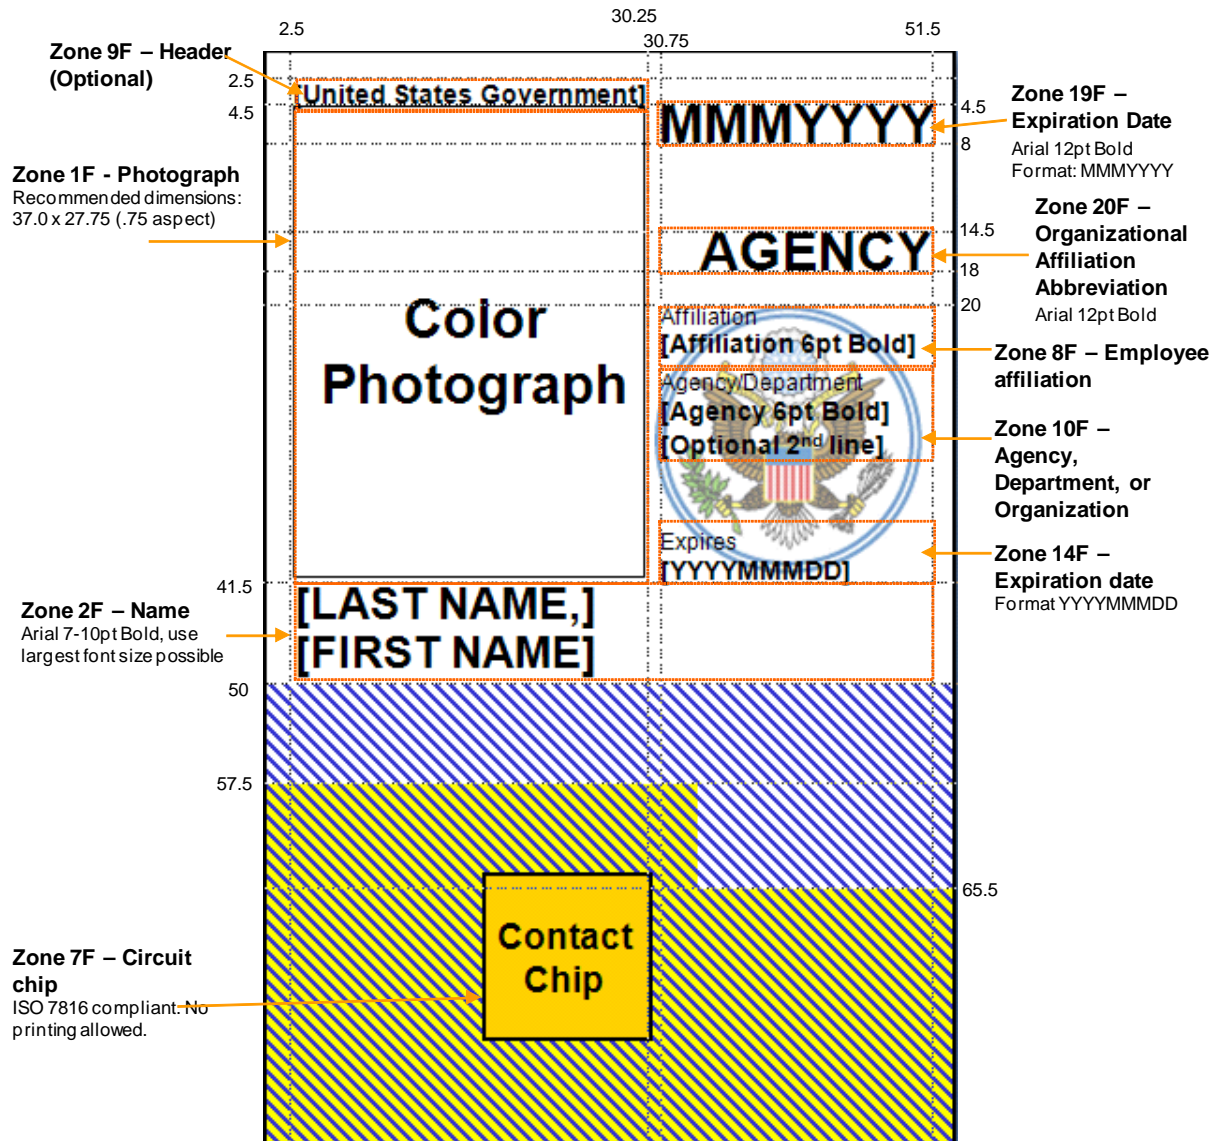 2.5
30.25
30.75
51.5
Zone 9F – Header
(Optional)
2.5
4.5
[United States Government]
MMMYYYY
4.5
8
Zone 19F –
Expiration Date
Arial 12pt Bold
Format: MMMYYYY
Zone 1F - Photograph
Recommended dimensions:
37.0 x 27.75 (.75 aspect)
AGENCY
14.5
18
20
Zone 20F –
Organizational
Affiliation
Abbreviation
Arial 12pt Bold
Color
Photograph
Affiliation
[Affiliation 6pt Bold]
Zone 8F – Employee
affiliation
Agency/Department
[Agency 6pt Bold]
[Optional 2nd line]
Zone 10F –
Agency,
Department, or
Organization
Expires
[YYYYMMMDD]
Zone 14F –
Expiration date
Format YYYYMMMDD
41.5
Zone 2F – Name
Arial 7-10pt Bold, use
largest font size possible
[LAST NAME,]
[FIRST NAME]
50
57.5
65.5
Contact
Chip
Zone 7F – Circuit
chip
ISO 7816 compliant. No
printing allowed.